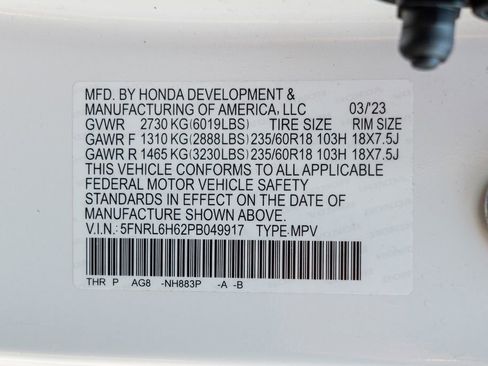 MFD. BY HONDA DEVELOPMENT &
MANUFACTURING OF AMERICA, LLC 03/'23
GVWR 2730 KG(6019LBS) TIRE SIZE RIM SIZE
GAWR F 1310 KG(2888LBS) 235/60R18 103H 18X7.5J
GAWR R 1465 KG(3230LBS) 235/60R18 103H 18X7.5J
THIS VEHICLE CONFORMS TO ALL APPLICABLE
FEDERAL MOTOR VEHICLE SAFETY
STANDARDS IN EFFECT ON THE DATE OF
MANUFACTURE SHOWN ABOVE.
V.I.N.: 5FNRL6H62PB049917 TYPE:MPV
THR P AG8 -NH883P -A -B